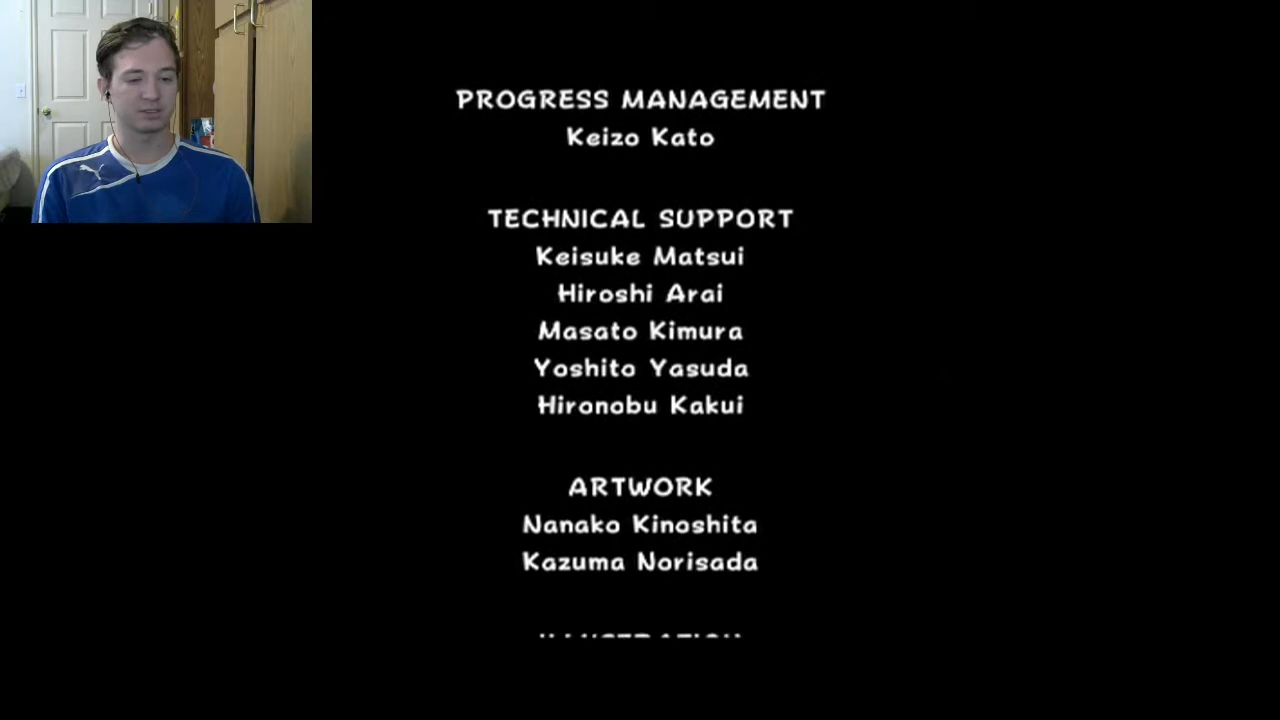 PROGRESS MANAGEMENT
Keizo Kato
TECHNICAL SUPPORT
Keisuke Matsui
Hiroshi Arai
Masato Kimura
Yoshito Yasuda
Hironobu Kakui
ARTWORK
Nanako Kinoshita
Kazuma Norisada